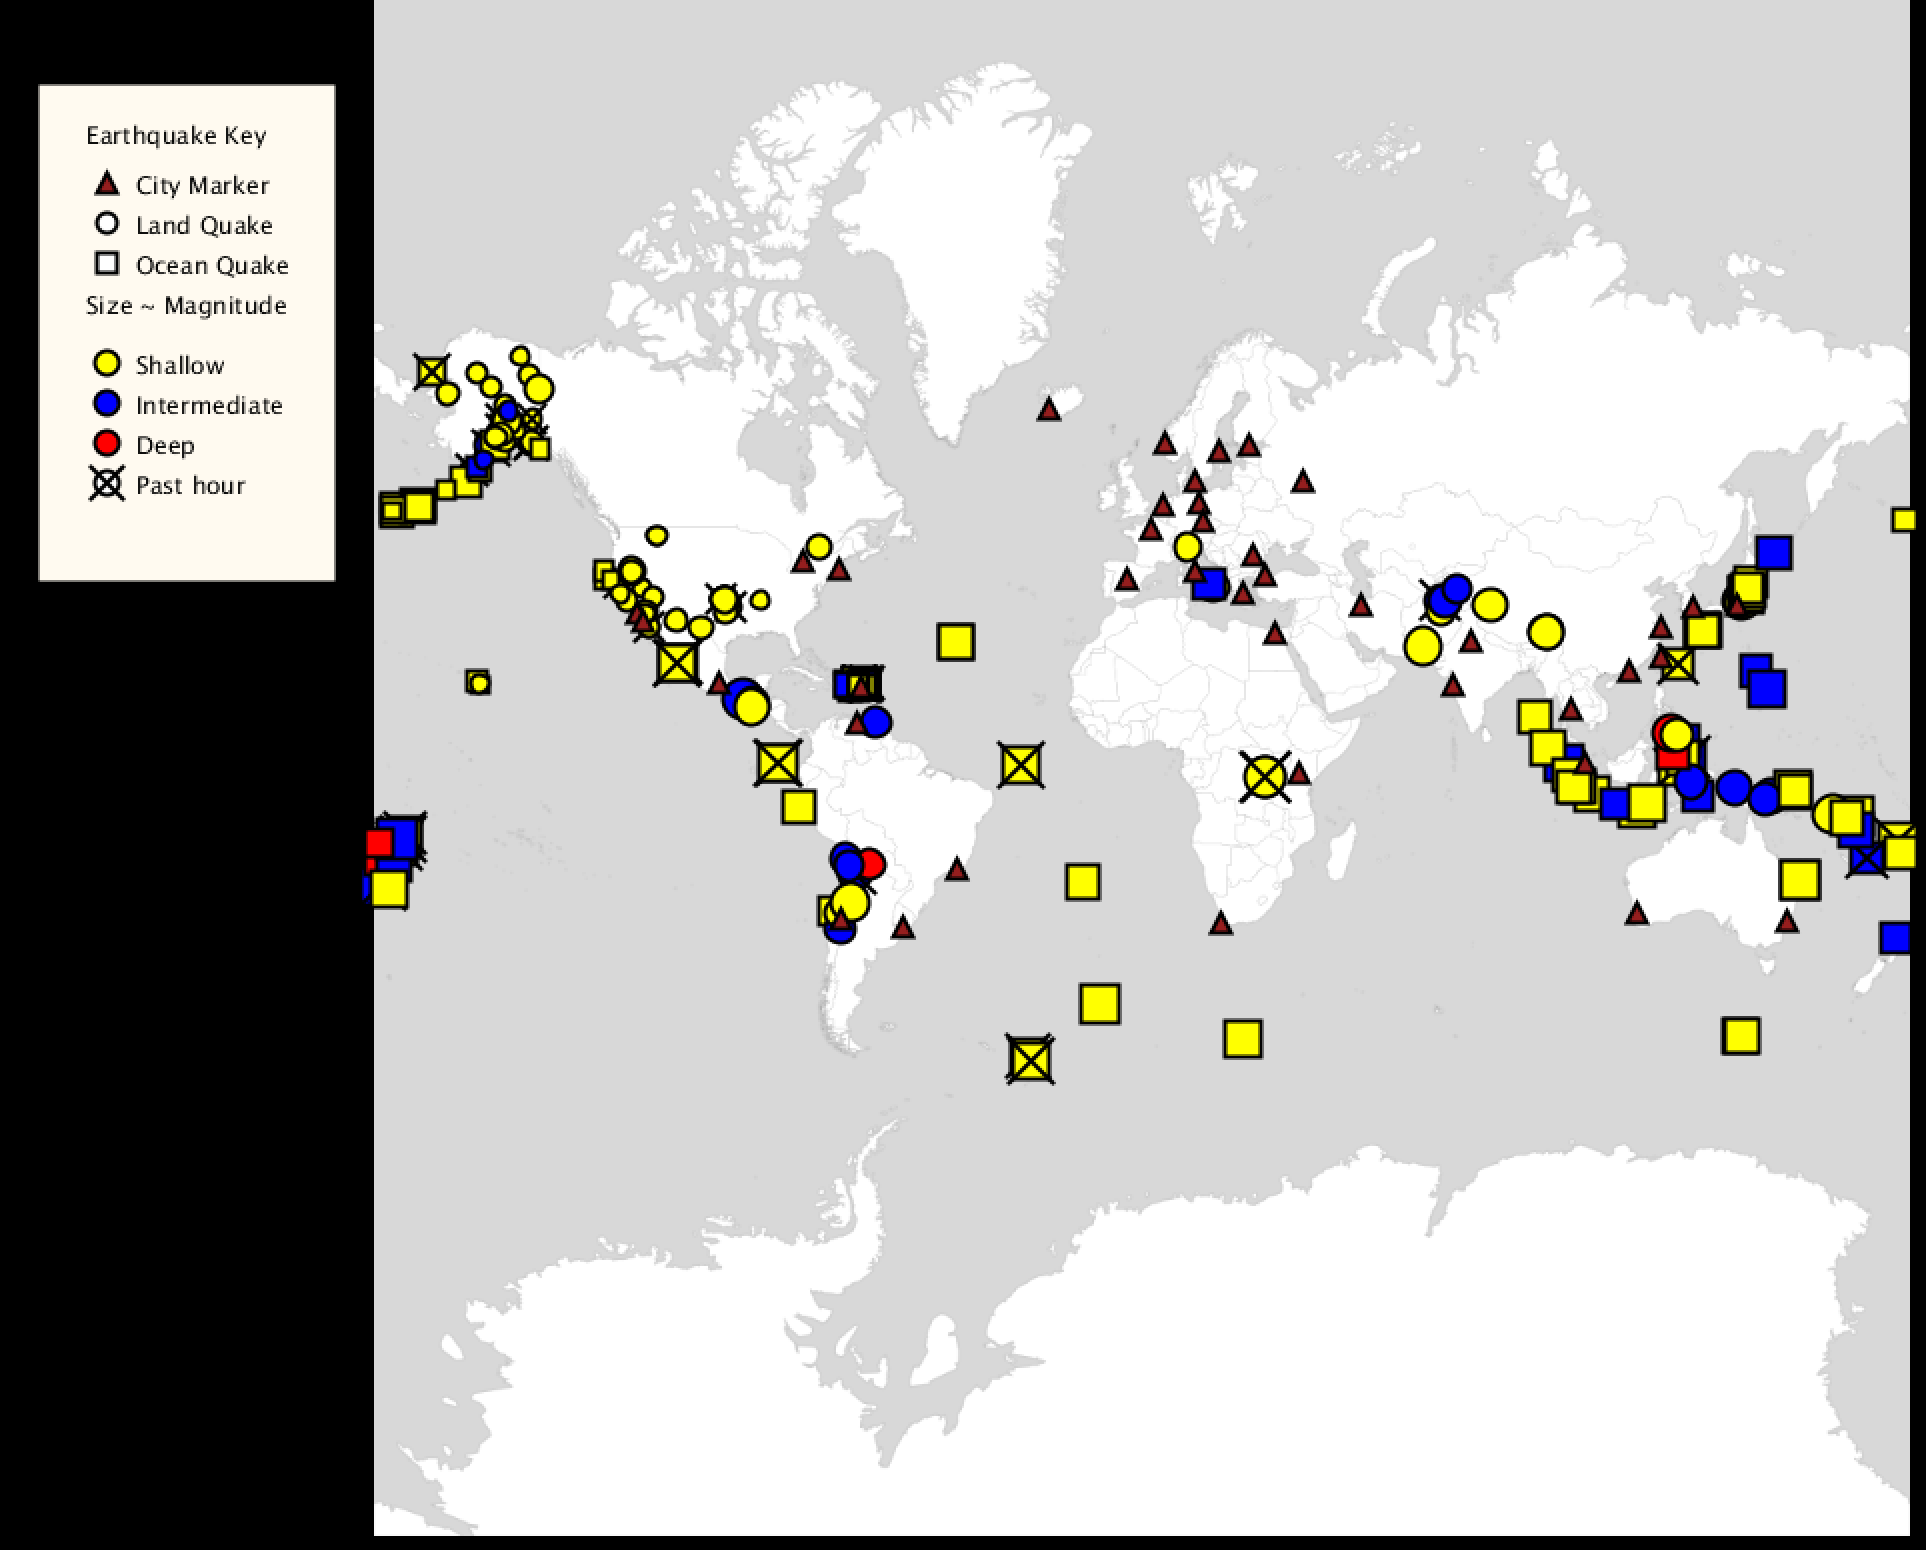 Earthquake Key
City Marker
Land Quake
Ocean Quake
Size ~ Magnitude
Shallow
Intermediate
Deep
Past hour